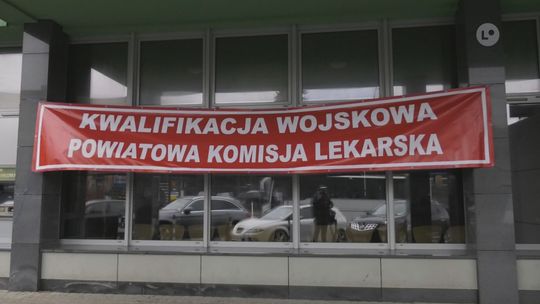 KWALIFIKACJA WOJSKOWA
POWIATOWA KOMISJA LEKARSKA